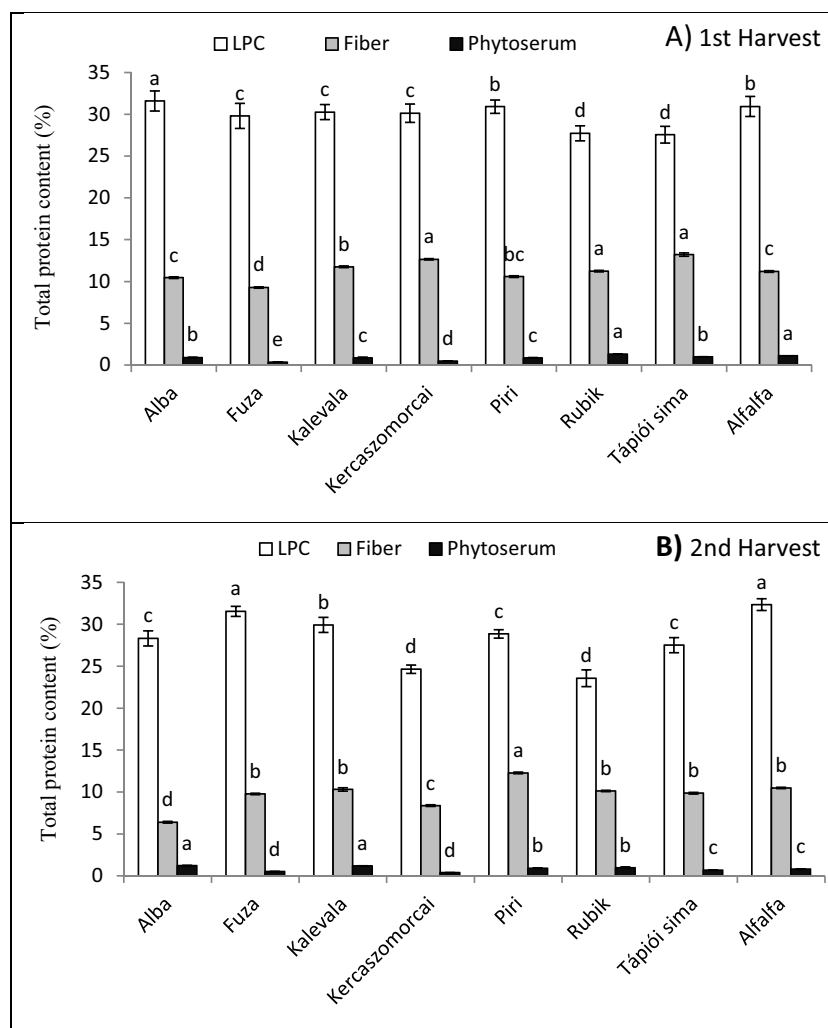 LPC Fiber Phytoserum A) 1st Harvest
Total protein content (%)
35
30
25
20
15
10
5
0
a c c c b d d b
c d b a bc a a c
b e c d c a b a
Alba
Fuza
Kalevala
Kercaszomorcai
Piri
Rubik
Tápiói sima
Alfalfa
LPC Fiber Phytoserum B) 2nd Harvest
Total protein content (%)
35
30
25
20
15
10
5
0
c a b d c d c a
d b b c a b b b
a d a d b b c c
Alba
Fuza
Kalevala
Kercaszomorcai
Piri
Rubik
Tápiói sima
Alfalfa